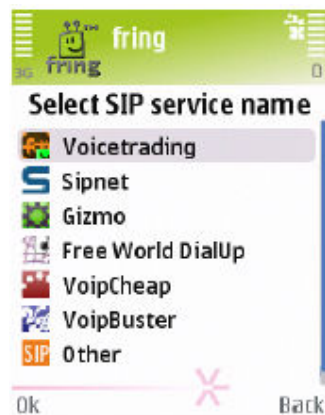 fring
3G fring
Select SIP service name
Voicetrading
Sipnet
Gizmo
Free World DialUp
VoipCheap
VoipBuster
SIP Other
Ok Back